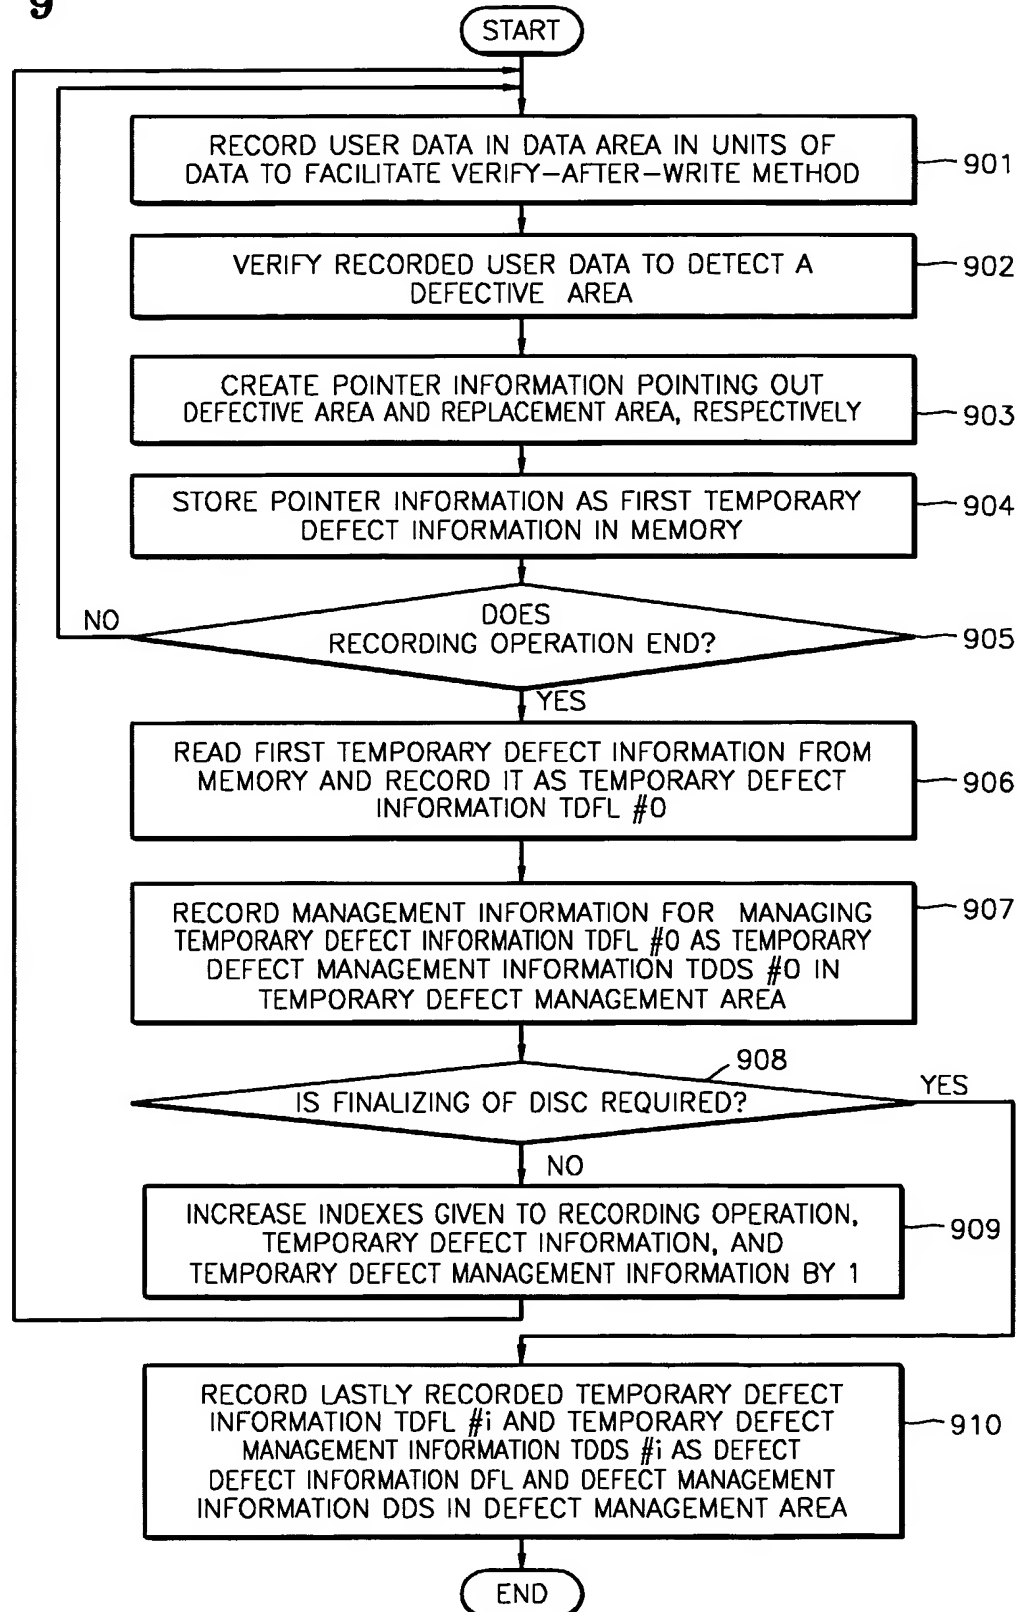 9
START
RECORD USER DATA IN DATA AREA IN UNITS OF
DATA TO FACILITATE VERIFY-AFTER-WRITE METHOD
901
VERIFY RECORDED USER DATA TO DETECT A
DEFECTIVE AREA
902
CREATE POINTER INFORMATION POINTING OUT
DEFECTIVE AREA AND REPLACEMENT AREA, RESPECTIVELY
903
STORE POINTER INFORMATION AS FIRST TEMPORARY
DEFECT INFORMATION IN MEMORY
904
DOES
RECORDING OPERATION END?
905
NO
YES
READ FIRST TEMPORARY DEFECT INFORMATION FROM
MEMORY AND RECORD IT AS TEMPORARY DEFECT
INFORMATION TDFL #0
906
RECORD MANAGEMENT INFORMATION FOR MANAGING
TEMPORARY DEFECT INFORMATION TDFL #0 AS TEMPORARY
DEFECT MANAGEMENT INFORMATION TDDS #0 IN
TEMPORARY DEFECT MANAGEMENT AREA
907
908
IS FINALIZING OF DISC REQUIRED?
YES
NO
INCREASE INDEXES GIVEN TO RECORDING OPERATION,
TEMPORARY DEFECT INFORMATION, AND
TEMPORARY DEFECT MANAGEMENT INFORMATION BY 1
909
RECORD LASTLY RECORDED TEMPORARY DEFECT
INFORMATION TDFL #i AND TEMPORARY DEFECT
MANAGEMENT INFORMATION TDDS #i AS DEFECT
DEFECT INFORMATION DFL AND DEFECT MANAGEMENT
INFORMATION DDS IN DEFECT MANAGEMENT AREA
910
END